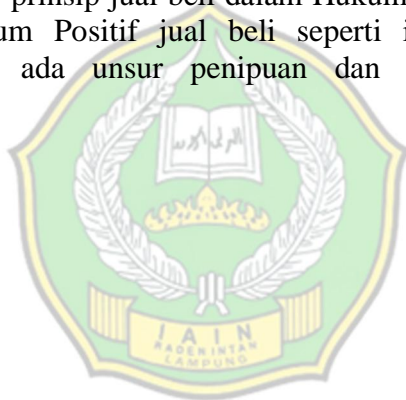 prinsip jual beli dalam Hukum
um Positif jual beli seperti i
ada unsur penipuan dan
I A I N
RADEN INTAN
LAMPUNG